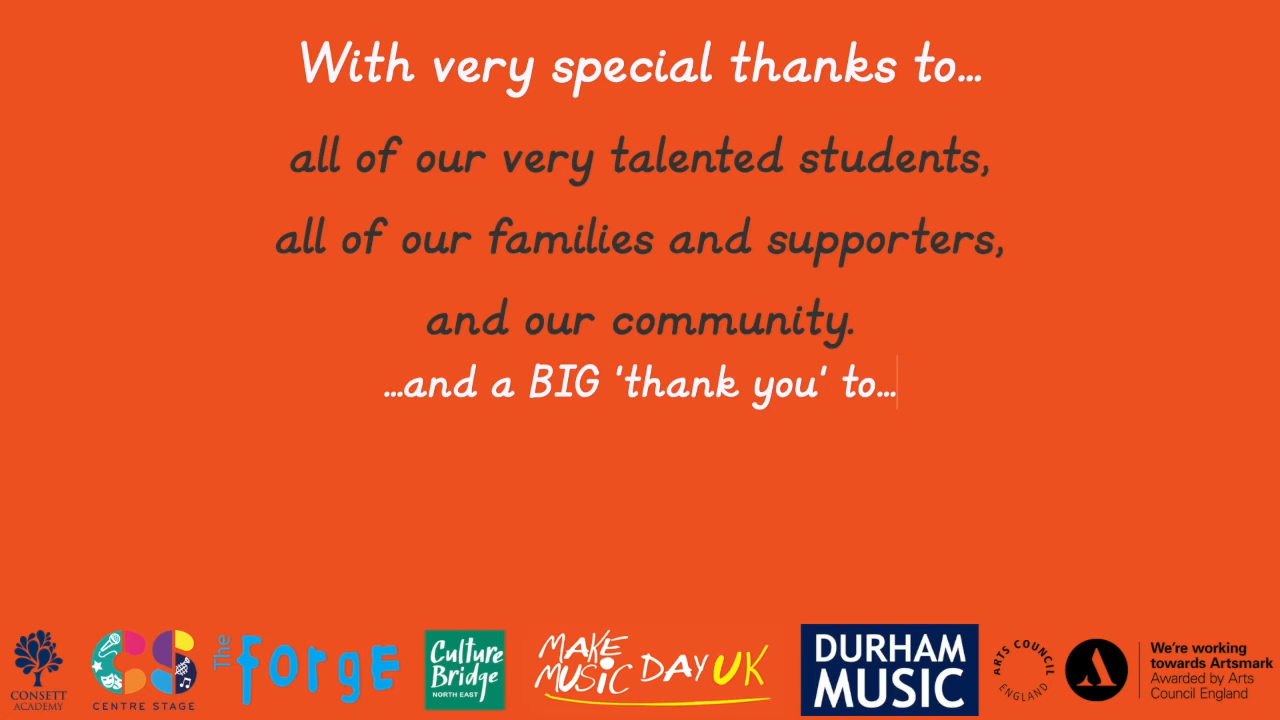 With very special thanks to...
all of our very talented students,
all of our families and supporters,
and our community.
...and a BIG 'thank you' to...
CONSETT
ACADEMY
CS
CENTRE STAGE
The Forge
Culture
Bridge
NORTH EAST
MAKE
MUSIC DAY UK
DURHAM
MUSIC
ARTS COUNCIL
ENGLAND
We're working
towards Artsmark
Awarded by Arts
Council England